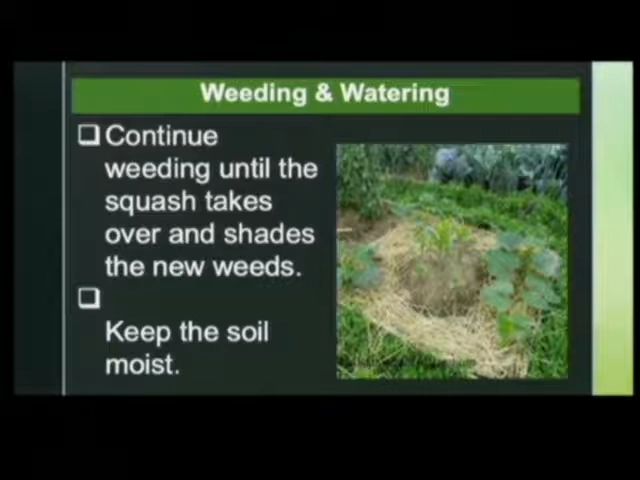 Weeding & Watering
❑ Continue
weeding until the
squash takes
over and shades
the new weeds.
❑
Keep the soil
moist.